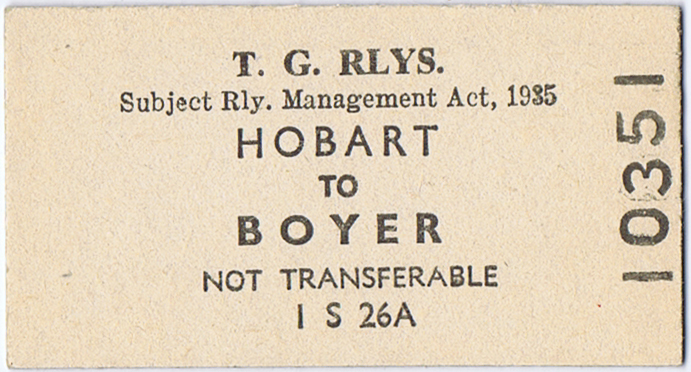 T. G. RLYS.
Subject Rly. Management Act, 1935
HOBART
TO
BOYER
NOT TRANSFERABLE
1 S 26A
10351